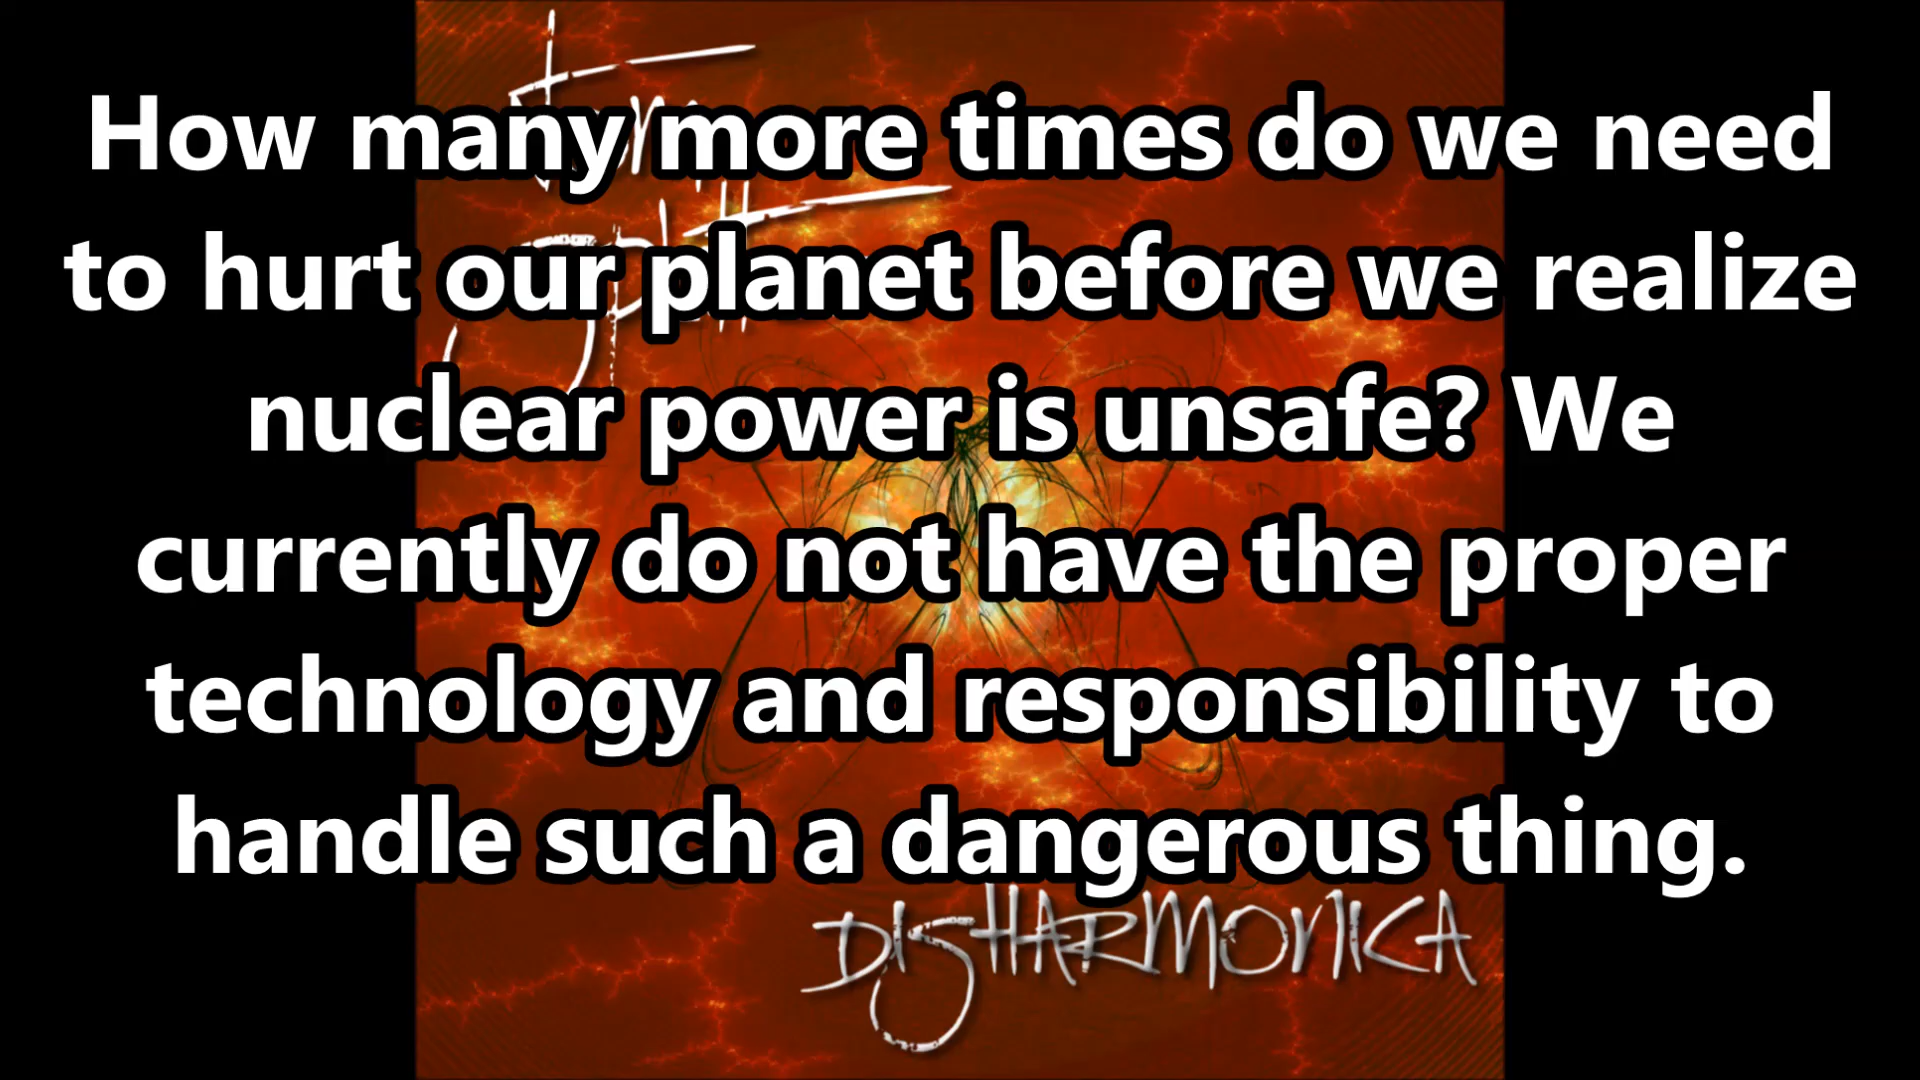 How many more times do we need
to hurt our planet before we realize
nuclear power is unsafe? We
currently do not have the proper
technology and responsibility to
handle such a dangerous thing.
DISHARMONICA